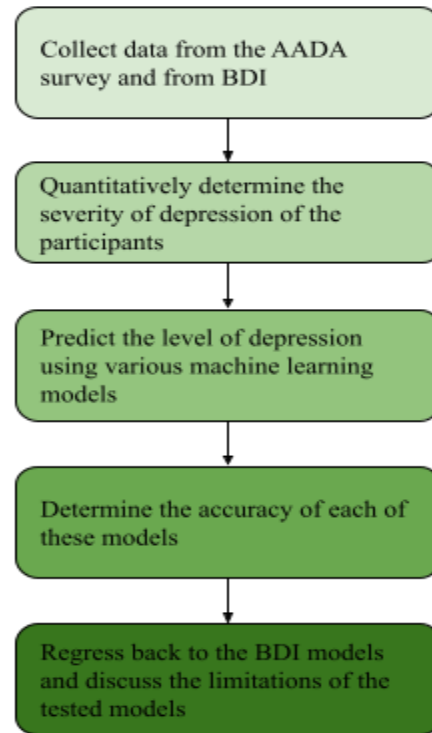 Collect data from the AADA
survey and from BDI
Quantitatively determine the
severity of depression of the
participants
Predict the level of depression
using various machine learning
models
Determine the accuracy of each of
these models
Regress back to the BDI models
and discuss the limitations of the
tested models